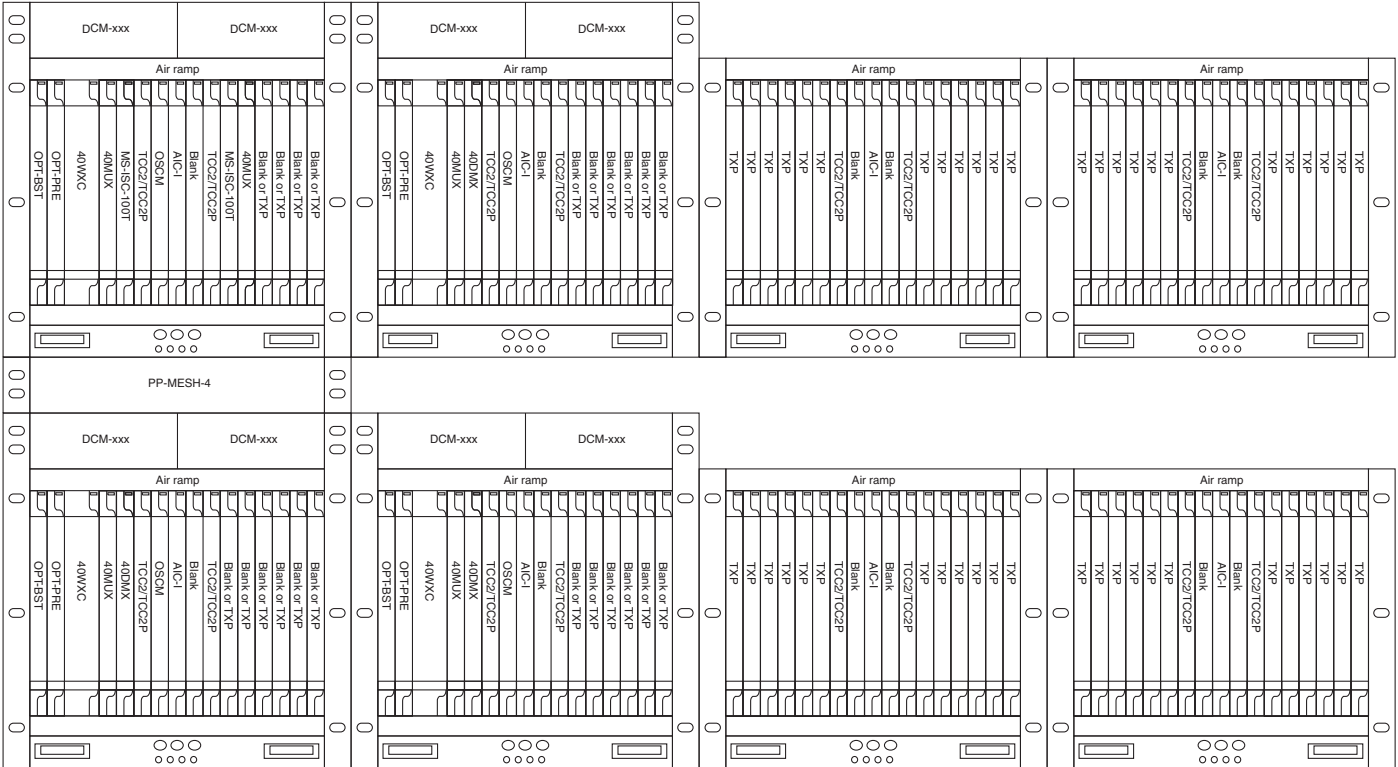 DCM-xxx
DCM-xxx
DCM-xxx
DCM-xxx
Air ramp
Air ramp
Air ramp
Air ramp
OPT-BST
OPT-PRE
40WXC
40MUX
MS-ISC-100T
TCC2/TCC2P
OSCM
AIC-I
Blank
TCC2/TCC2P
MS-ISC-100T
40MUX
Blank or TXP
Blank or TXP
Blank or TXP
Blank or TXP
OPT-BST
OPT-PRE
40WXC
40MUX
40DMX
TCC2/TCC2P
OSCM
AIC-I
Blank
TCC2/TCC2P
Blank or TXP
Blank or TXP
Blank or TXP
Blank or TXP
Blank or TXP
Blank or TXP
TXP
TXP
TXP
TXP
TXP
TXP
TCC2/TCC2P
Blank
AIC-I
Blank
TCC2/TCC2P
TXP
TXP
TXP
TXP
TXP
TXP
TXP
TXP
TXP
TXP
TXP
TXP
TCC2/TCC2P
Blank
AIC-I
Blank
TCC2/TCC2P
TXP
TXP
TXP
TXP
TXP
TXP
PP-MESH-4
DCM-xxx
DCM-xxx
DCM-xxx
DCM-xxx
Air ramp
Air ramp
Air ramp
Air ramp
OPT-BST
OPT-PRE
40WXC
40MUX
40DMX
TCC2/TCC2P
OSCM
AIC-I
Blank
TCC2/TCC2P
Blank or TXP
Blank or TXP
Blank or TXP
Blank or TXP
Blank or TXP
Blank or TXP
OPT-BST
OPT-PRE
40WXC
40MUX
40DMX
TCC2/TCC2P
OSCM
AIC-I
Blank
TCC2/TCC2P
Blank or TXP
Blank or TXP
Blank or TXP
Blank or TXP
Blank or TXP
Blank or TXP
TXP
TXP
TXP
TXP
TXP
TXP
TCC2/TCC2P
Blank
AIC-I
Blank
TCC2/TCC2P
TXP
TXP
TXP
TXP
TXP
TXP
TXP
TXP
TXP
TXP
TXP
TXP
TCC2/TCC2P
Blank
AIC-I
Blank
TCC2/TCC2P
TXP
TXP
TXP
TXP
TXP
TXP